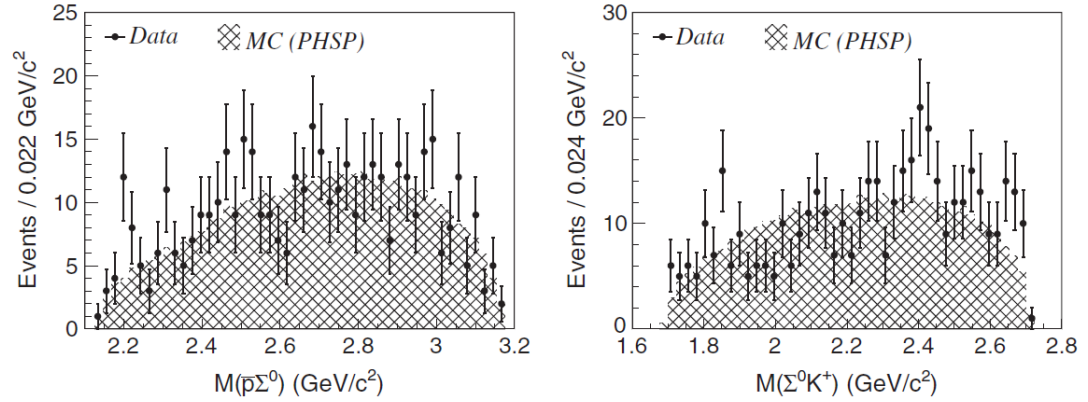 Data MC (PHSP)
Events / 0.022 GeV/c²
25
20
15
10
5
0
2.2 2.4 2.6 2.8 3 3.2
M(p̅Σ⁰) (GeV/c²)
Data MC (PHSP)
Events / 0.024 GeV/c²
30
20
10
0
1.6 1.8 2 2.2 2.4 2.6 2.8
M(Σ⁰K⁺) (GeV/c²)